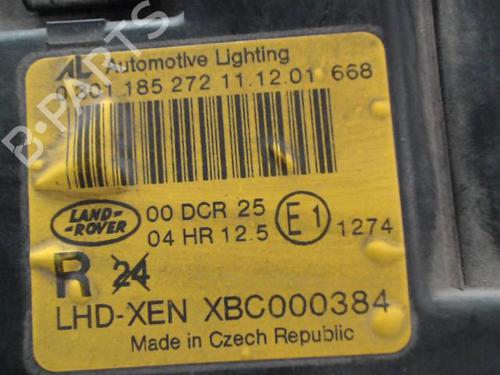 AL Automotive Lighting
0 301 185 272 11.12.01 668
LAND-
ROVER
00 DCR 25
04 HR 12.5
E1
1274
R 24
LHD-XEN XBC000384
Made in Czech Republic
B-PARTS